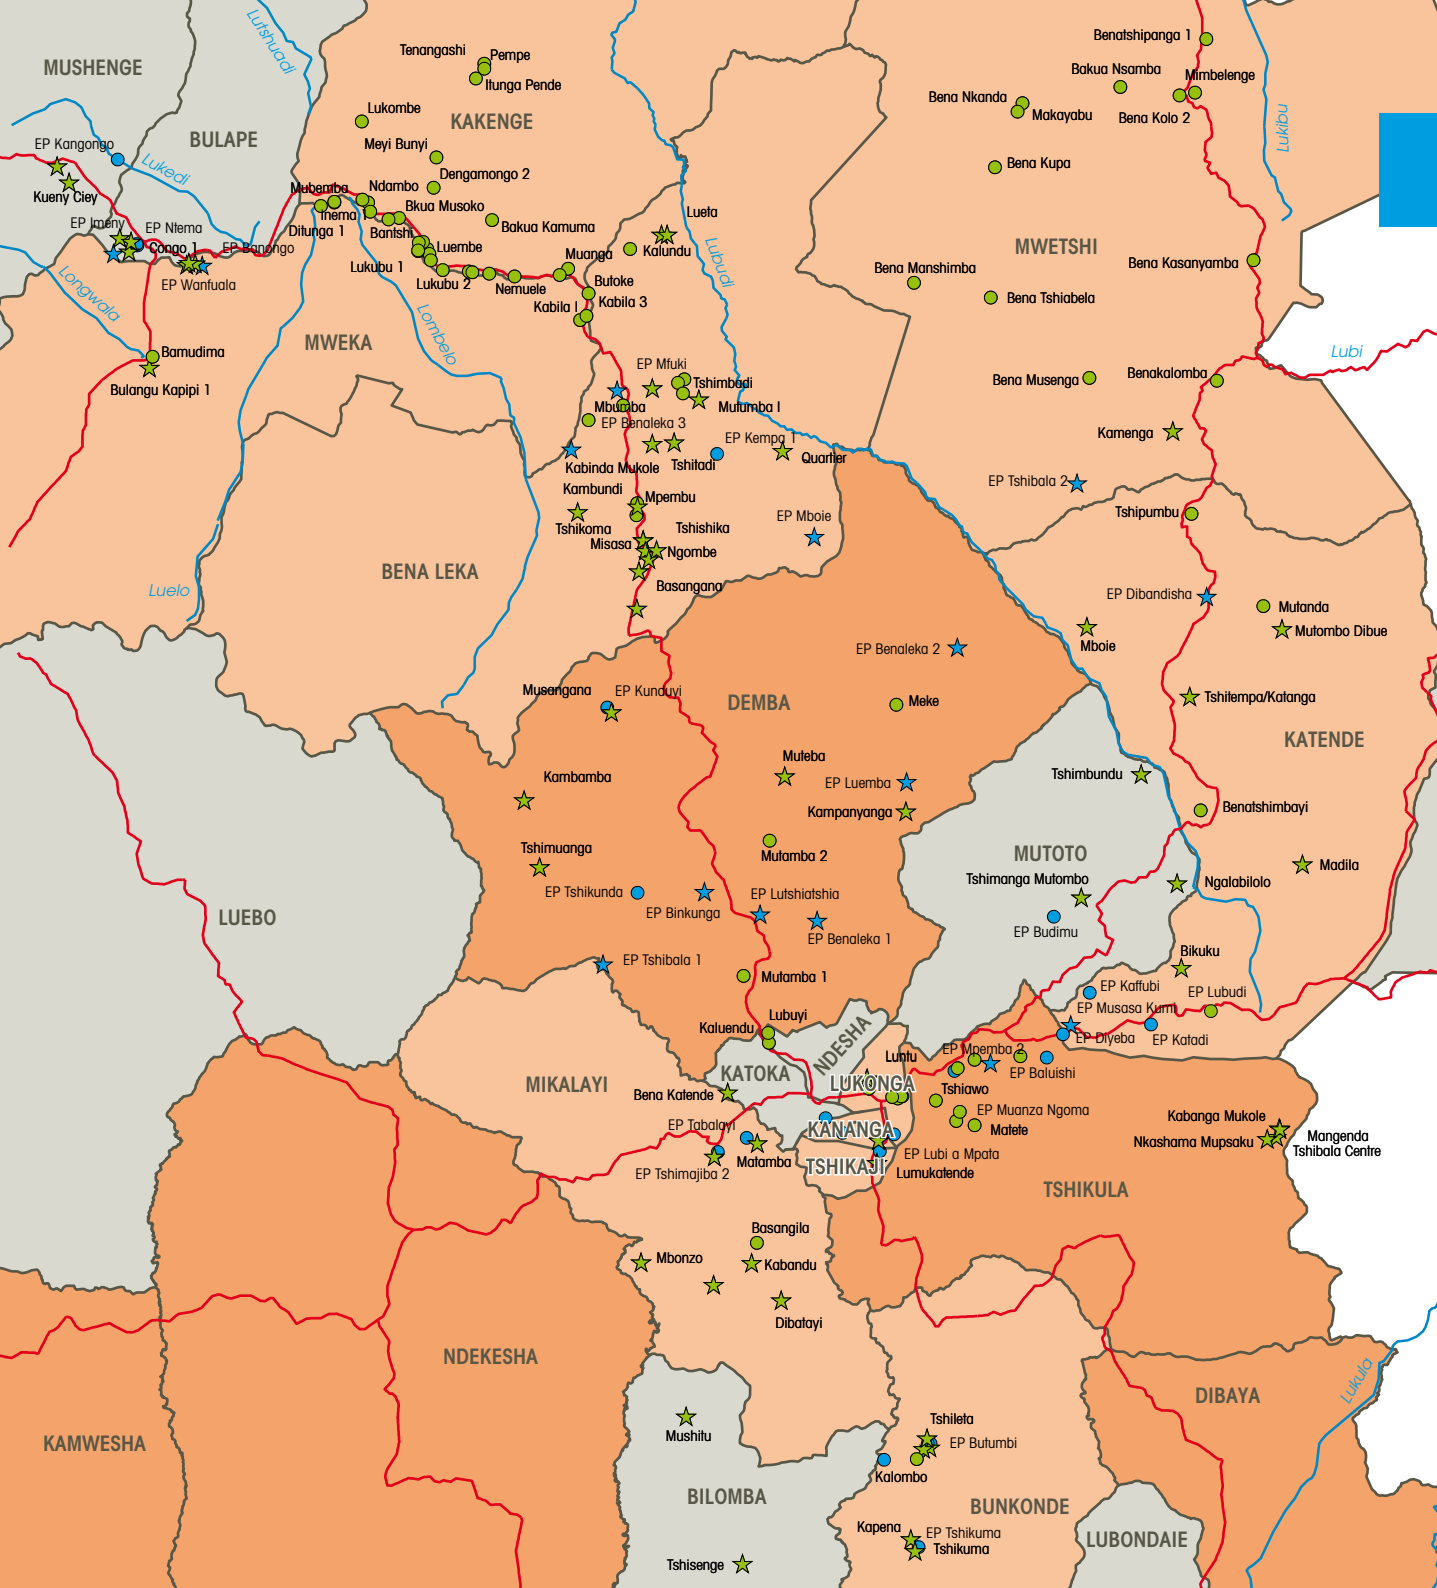 Benatshipanga 1
Lutshuadi
Tenangashi
Pempe
MUSHENGE
Bakua Nsamba
Mimbelenge
Itunga Pende
Bena Nkanda
Makayabu
Lukombe
KAKENGE
Bena Kolo 2
Lukibu
BULAPE
EP Kangongo
Meyi Bunyi
Lukedi
Bena Kupa
Dengamongo 2
Kueny Ciey
Mubemba
Ndambo
Bkua Musoko
Inema 1
Lueta
EP Imeny
EP Ntema
Ditunga 1
Bantshi
Bakua Kamuma
Congo 1
EP Banongo
Luembe
Kalundu
MWETSHI
Muanga
Lubudi
Lukubu 1
Bena Manshimba
Bena Kasanyamba
EP Wanfuala
Lukubu 2
Nemuele
Butoke
Longwala
Kabila I
Kabila 3
Bena Tshiabela
Lombelo
MWEKA
Bamudima
Lubi
EP Mfuki
Bulangu Kapipi 1
Tshimbadi
Bena Musenga
Benakalomba
Mbumba
Mutumba I
EP Benaleka 3
EP Kempa 1
Kamenga
Kabinda Mukole
Tshitadi
Quartier
EP Tshibala 2
Kambundi
Mpembu
Tshikoma
Tshishika
EP Mboie
Tshipumbu
Misasa
Ngombe
BENA LEKA
Luelo
Basangana
EP Dibandisha
Mutanda
Mutombo Dibue
Mboie
EP Benaleka 2
Musangana
EP Kunduyi
DEMBA
Meke
Tshitempa/Katanga
KATENDE
Muteba
Kambamba
EP Luemba
Tshimbundu
Kampanyanga
Benatshimbayi
Tshimuanga
Mutamba 2
MUTOTO
Madila
EP Tshikunda
EP Lutshiatshia
Tshimanga Mutombo
Ngalabilolo
LUEBO
EP Binkunga
EP Benaleka 1
EP Budimu
EP Tshibala 1
Bikuku
Mutamba 1
EP Kaffubi
EP Lubudi
Lubuyi
EP Musasa Kumi
Kaluendu
NDESHA
EP Diyeba
EP Katadi
EP Mpemba 2
Luntu
MIKALAYI
KATOKA
LUKONGA
EP Baluishi
Bena Katende
Tshiawo
EP Muanza Ngoma
Kabanga Mukole
EP Tabalayi
KANANGA
Matete
Nkashama Mupsaku
Mangenda
Tshibala Centre
Matamba
EP Lubi a Mpata
EP Tshimajiba 2
TSHIKAJI
Lumukatende
TSHIKULA
Basangila
Mbonzo
Kabandu
Dibatayi
NDEKESHA
Lukula
DIBAYA
Tshileta
KAMWESHA
Mushitu
EP Butumbi
Kalombo
BILOMBA
BUNKONDE
Kapena
EP Tshikuma
LUBONDAIE
Tshikuma
Tshisenge